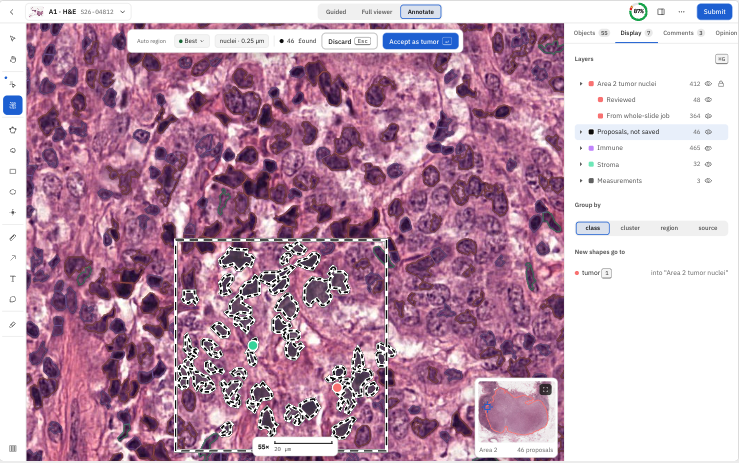 A1 · H&E S26-04812
Guided Full viewer Annotate
87%
Submit
Auto region Best nuclei · 0.25 µm 46 found Discard Esc Accept as tumor
Objects 55 Display 7 Comments 3 Opinion
Layers
⌘G
Area 2 tumor nuclei 412
Reviewed 48
From whole-slide job 364
Proposals, not saved 46
Immune 465
Stroma 32
Measurements 3
Group by
class cluster region source
New shapes go to
tumor 1 into "Area 2 tumor nuclei"
55× 20 µm
Area 2 46 proposals